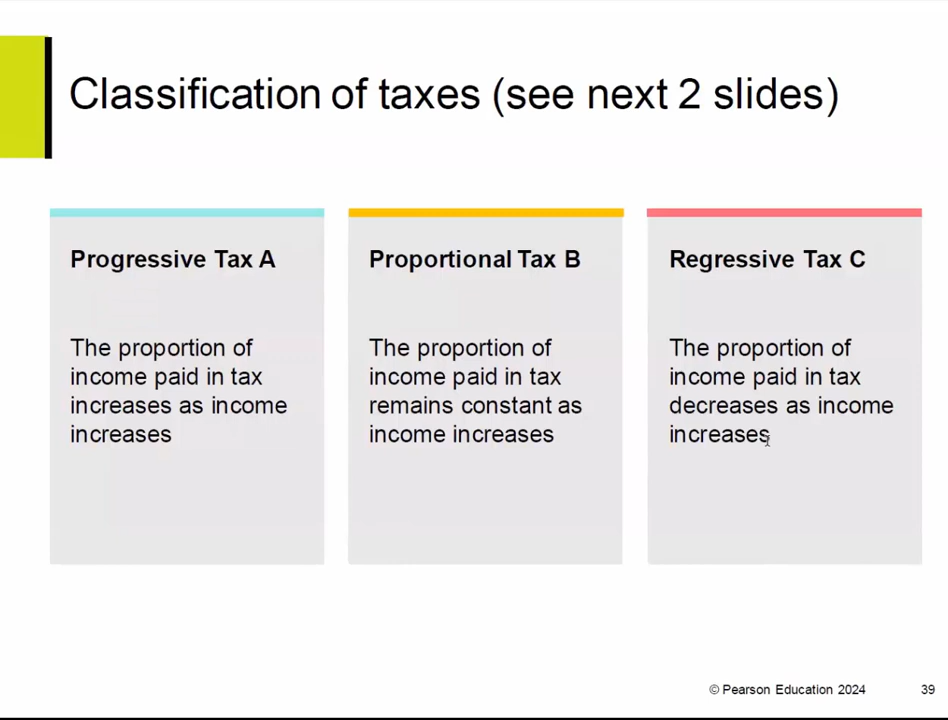 Classification of taxes (see next 2 slides)
Progressive Tax A
The proportion of
income paid in tax
increases as income
increases
Proportional Tax B
The proportion of
income paid in tax
remains constant as
income increases
Regressive Tax C
The proportion of
income paid in tax
decreases as income
increases
© Pearson Education 2024
39